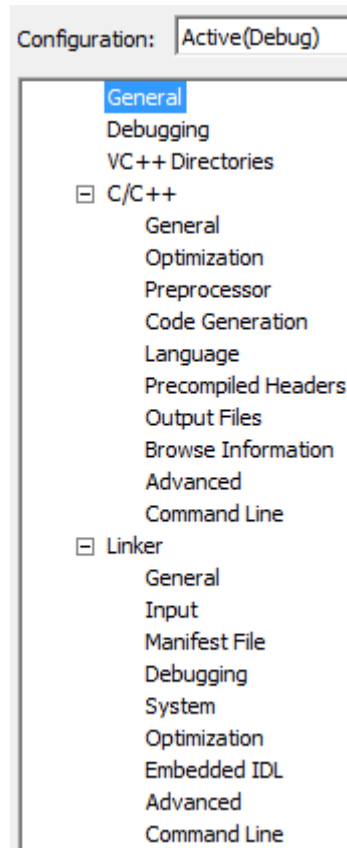 Configuration: Active(Debug)
General
Debugging
VC++ Directories
C/C++
General
Optimization
Preprocessor
Code Generation
Language
Precompiled Headers
Output Files
Browse Information
Advanced
Command Line
Linker
General
Input
Manifest File
Debugging
System
Optimization
Embedded IDL
Advanced
Command Line